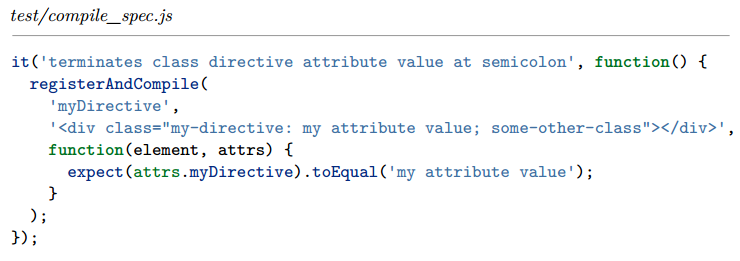 test/compile_spec.js
it('terminates class directive attribute value at semicolon', function() {
  registerAndCompile(
    'myDirective',
    '<div class="my-directive: my attribute value; some-other-class"></div>',
    function(element, attrs) {
      expect(attrs.myDirective).toEqual('my attribute value');
    }
  );
});